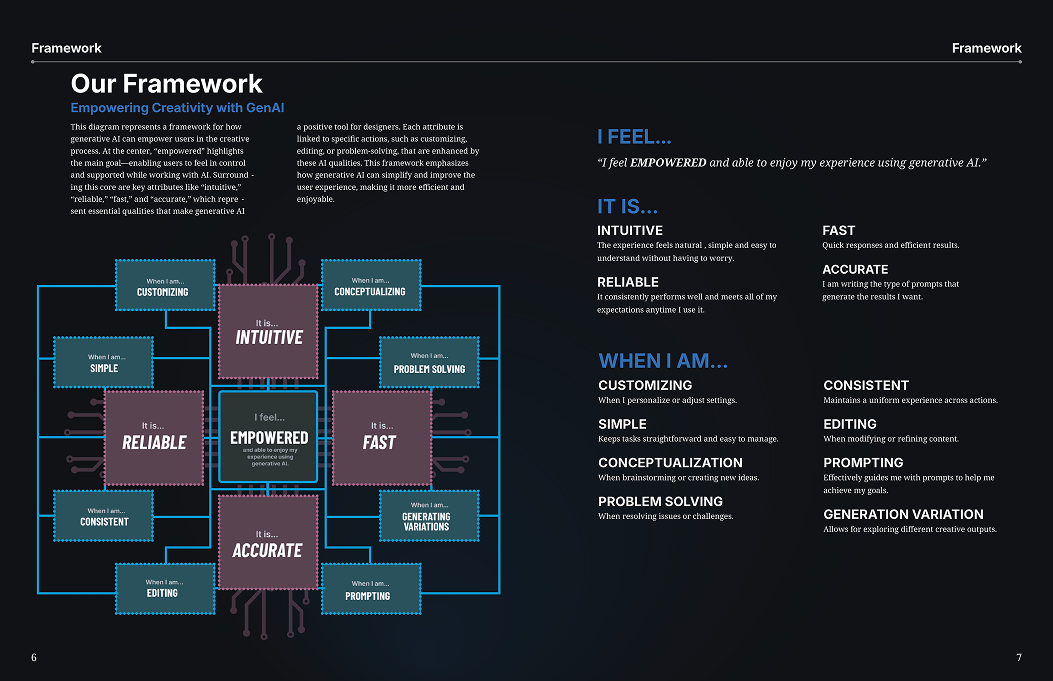 Framework
Framework
Our Framework
Empowering Creativity with GenAI
This diagram represents a framework for how
generative AI can empower users in the creative
process. At the center, “empowered” highlights
the main goal—enabling users to feel in control
and supported while working with AI. Surround -
ing this core are key attributes like “intuitive,”
“reliable,” “fast,” and “accurate,” which repre -
sent essential qualities that make generative AI
a positive tool for designers. Each attribute is
linked to specific actions, such as customizing,
editing, or problem-solving, that are enhanced by
these AI qualities. This framework emphasizes
how generative AI can simplify and improve the
user experience, making it more efficient and
enjoyable.
When I am...
CUSTOMIZING
When I am...
CONCEPTUALIZING
It is...
INTUITIVE
When I am...
SIMPLE
When I am...
PROBLEM SOLVING
It is...
RELIABLE
I feel...
EMPOWERED
and able to enjoy my
experience using
generative AI.
It is...
FAST
When I am...
CONSISTENT
When I am...
GENERATING
VARIATIONS
It is...
ACCURATE
When I am...
EDITING
When I am...
PROMPTING
6
I FEEL...
“I feel EMPOWERED and able to enjoy my experience using generative AI.”
IT IS...
INTUITIVE
The experience feels natural , simple and easy to
understand without having to worry.
RELIABLE
It consistently performs well and meets all of my
expectations anytime I use it.
FAST
Quick responses and efficient results.
ACCURATE
I am writing the type of prompts that
generate the results I want.
WHEN I AM...
CUSTOMIZING
When I personalize or adjust settings.
SIMPLE
Keeps tasks straightforward and easy to manage.
CONCEPTUALIZATION
When brainstorming or creating new ideas.
PROBLEM SOLVING
When resolving issues or challenges.
CONSISTENT
Maintains a uniform experience across actions.
EDITING
When modifying or refining content.
PROMPTING
Effectively guides me with prompts to help me
achieve my goals.
GENERATION VARIATION
Allows for exploring different creative outputs.
7